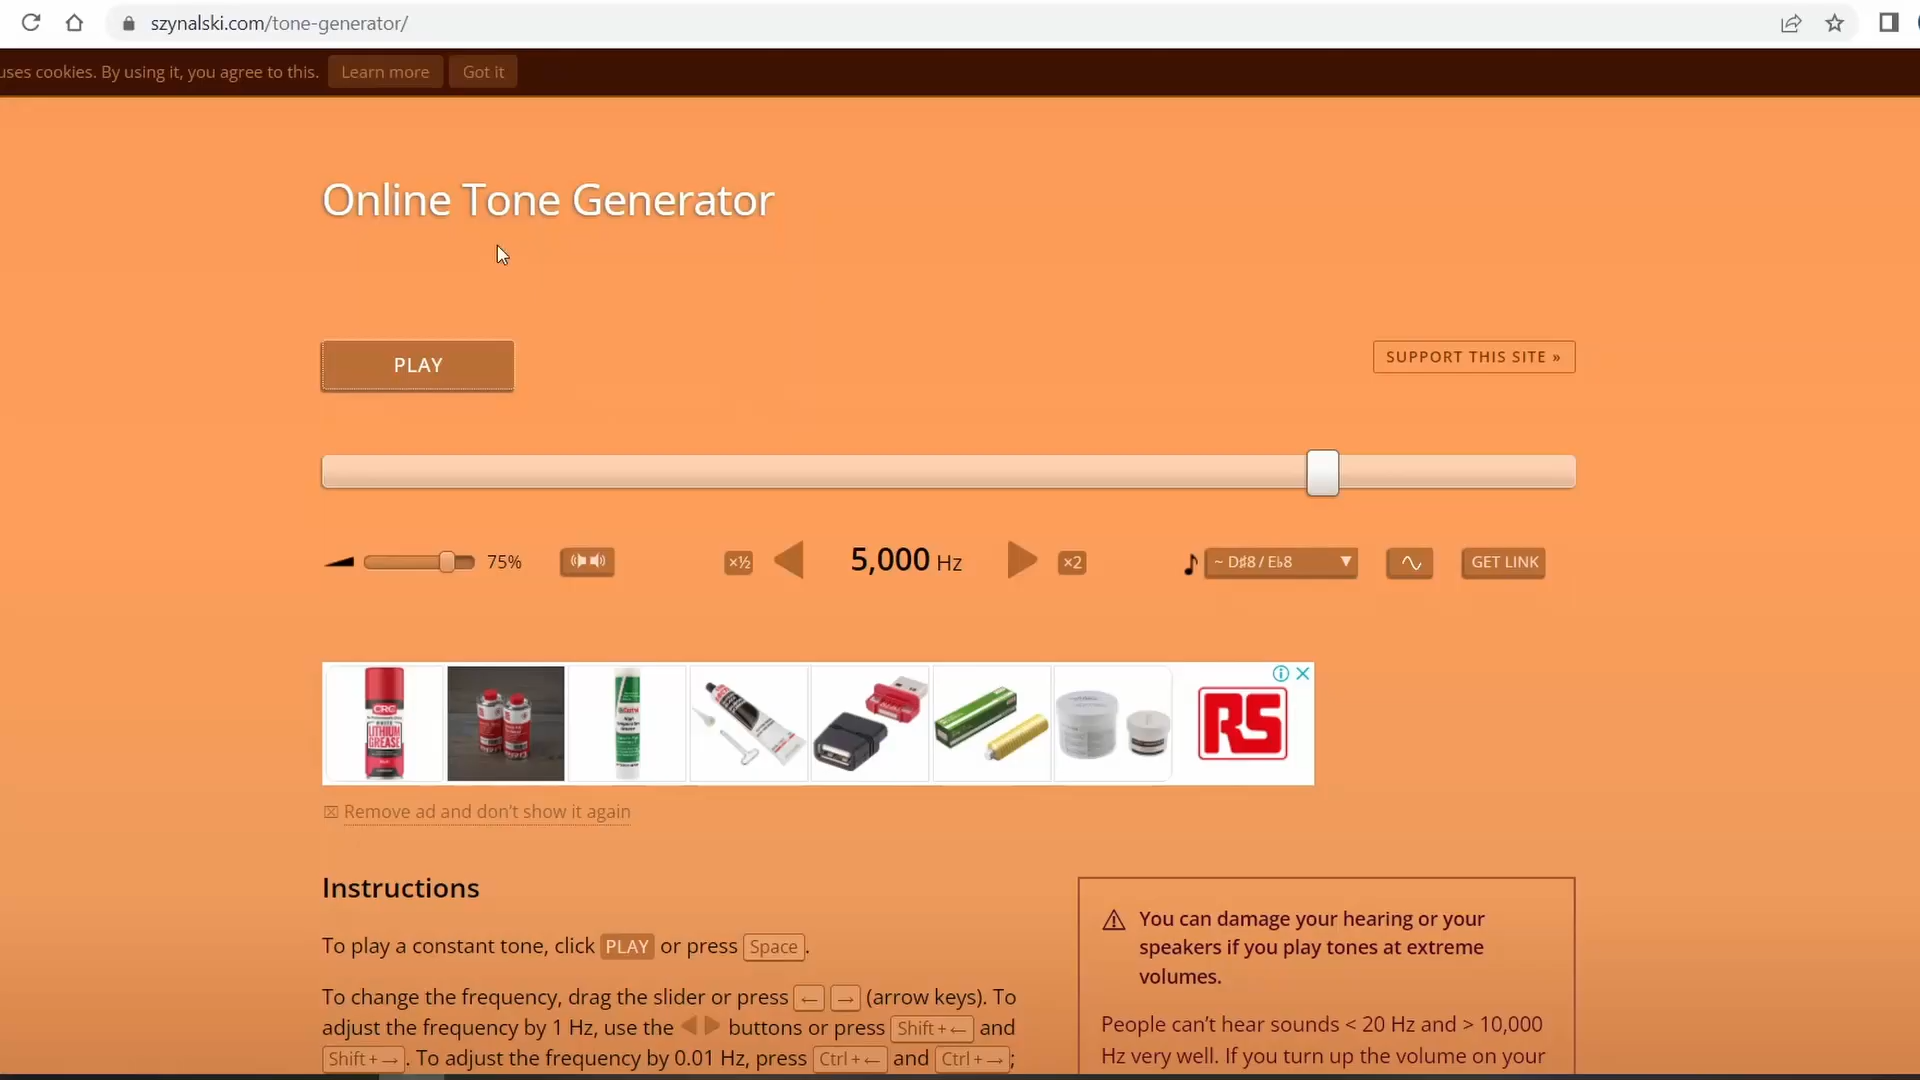 szynalski.com/tone-generator/
uses cookies. By using it, you agree to this. Learn more Got it
Online Tone Generator
PLAY
SUPPORT THIS SITE »
75% ×½ 5,000 Hz ×2 ~ D♯8 / E♭8 GET LINK
CRC
LITHIUM
GREASE
RS
Remove ad and don't show it again
Instructions
To play a constant tone, click PLAY or press Space.
To change the frequency, drag the slider or press ← → (arrow keys). To
adjust the frequency by 1 Hz, use the ◀ ▶ buttons or press Shift + ← and
Shift + →. To adjust the frequency by 0.01 Hz, press Ctrl + ← and Ctrl + →;
You can damage your hearing or your
speakers if you play tones at extreme
volumes.
People can't hear sounds < 20 Hz and > 10,000
Hz very well. If you turn up the volume on your